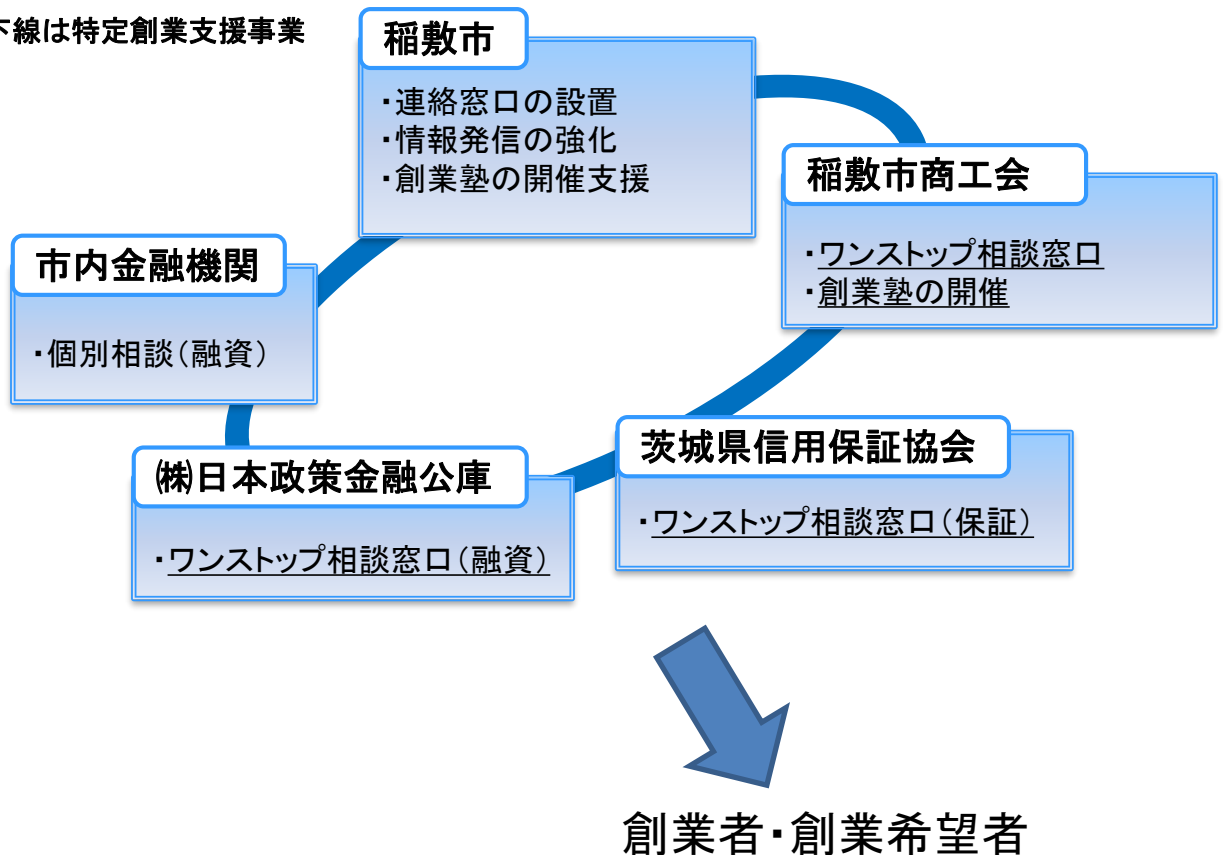 下線は特定創業支援事業
稲敷市
・連絡窓口の設置
・情報発信の強化
・創業塾の開催支援
稲敷市商工会
・ワンストップ相談窓口
・創業塾の開催
市内金融機関
・個別相談（融資）
㈱日本政策金融公庫
・ワンストップ相談窓口（融資）
茨城県信用保証協会
・ワンストップ相談窓口（保証）
創業者・創業希望者